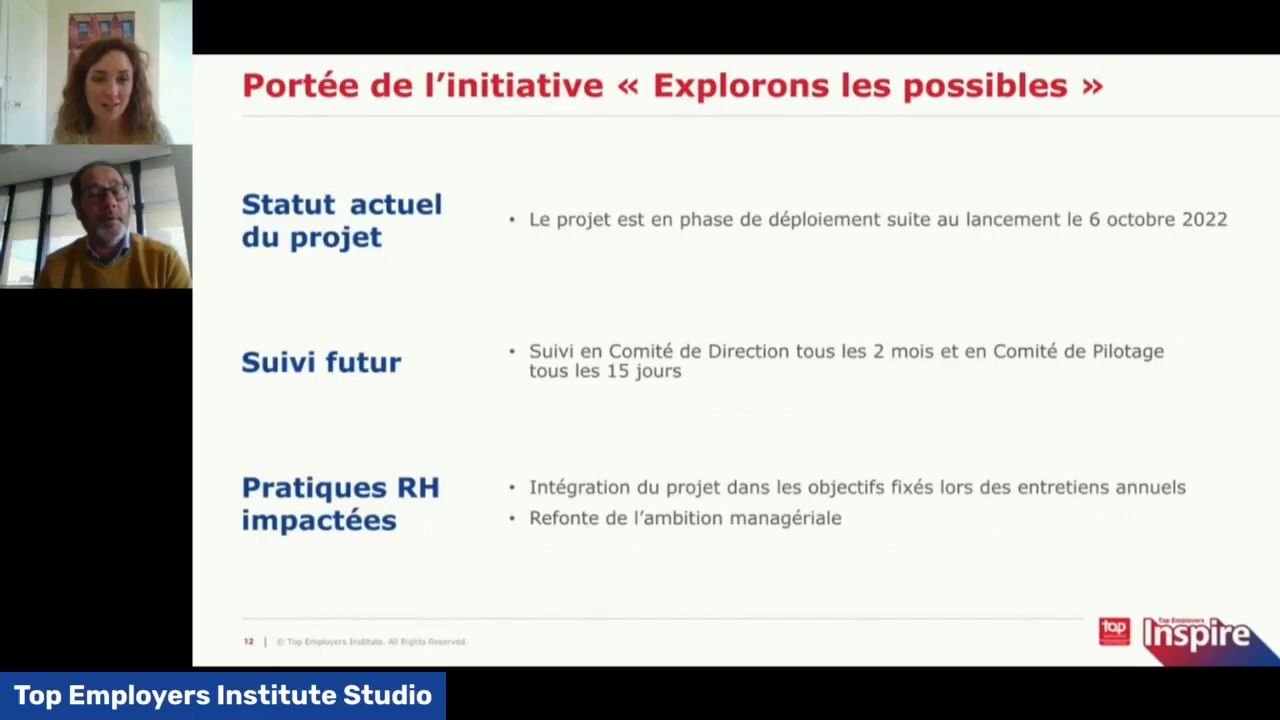 Portée de l’initiative « Explorons les possibles »
Statut actuel
du projet
• Le projet est en phase de déploiement suite au lancement le 6 octobre 2022
Suivi futur
• Suivi en Comité de Direction tous les 2 mois et en Comité de Pilotage
tous les 15 jours
Pratiques RH
impactées
• Intégration du projet dans les objectifs fixés lors des entretiens annuels
• Refonte de l’ambition managériale
12 | © Top Employers Institute. All Rights Reserved.
top
Top Employers
Inspire
Top Employers Institute Studio